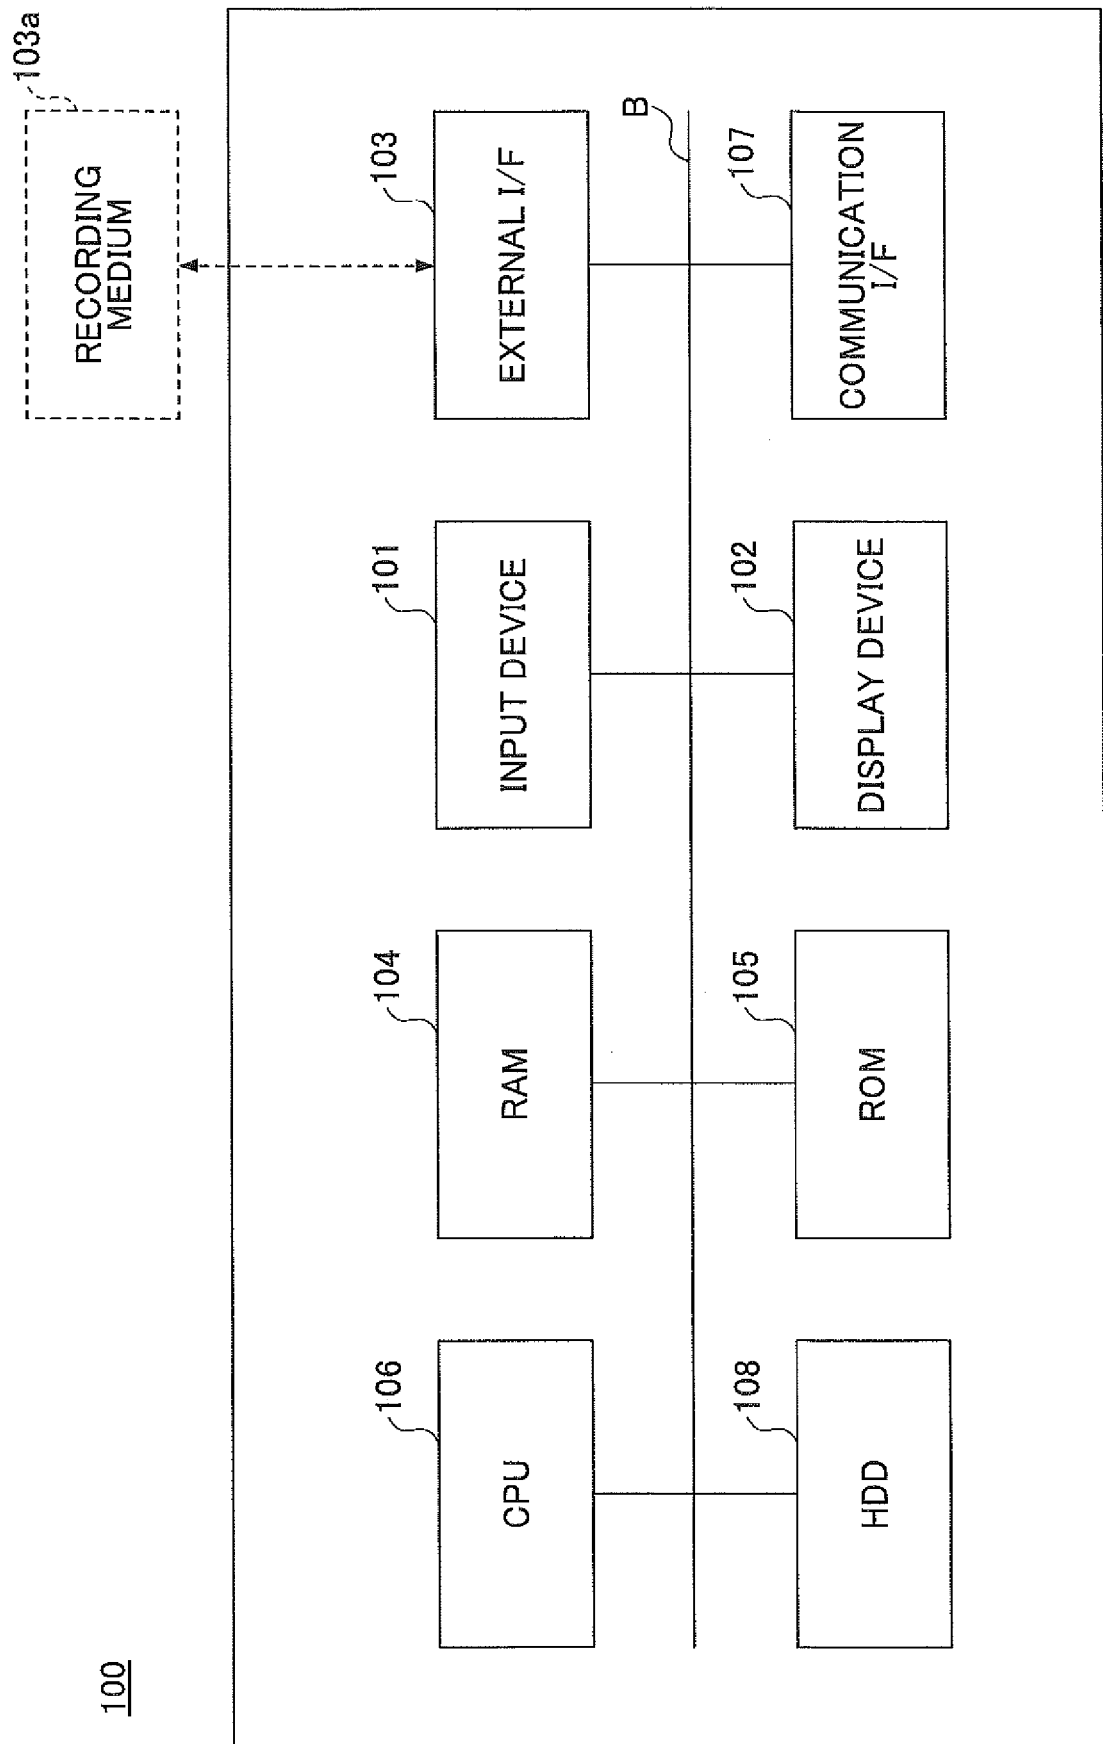 100
103a
RECORDING
MEDIUM
106
104
101
103
CPU
RAM
INPUT DEVICE
EXTERNAL I/F
B
108
105
102
107
HDD
ROM
DISPLAY DEVICE
COMMUNICATION
I/F